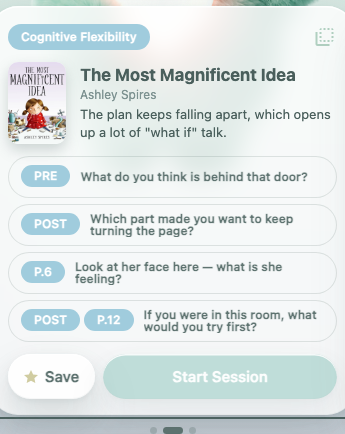 Cognitive Flexibility
THE MOST
MAGNIFICENT
IDEA
ASHLEY SPIRES
The Most Magnificent Idea
Ashley Spires
The plan keeps falling apart, which opens
up a lot of "what if" talk.
PRE What do you think is behind that door?
POST Which part made you want to keep
turning the page?
P.6 Look at her face here — what is she
feeling?
POST P.12 If you were in this room, what
would you try first?
Save
Start Session